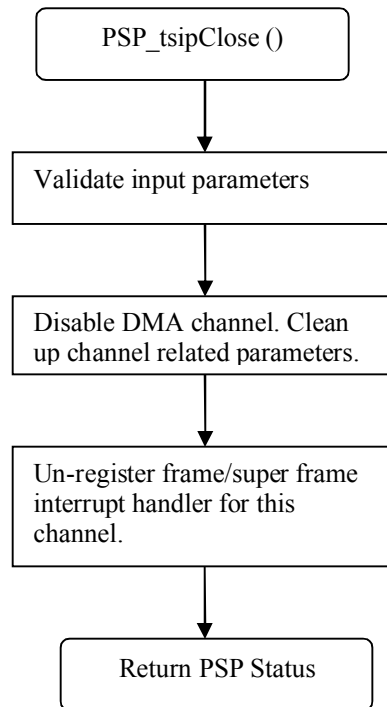 PSP_tsipClose ()
Validate input parameters
Disable DMA channel. Clean
up channel related parameters.
Un-register frame/super frame
interrupt handler for this
channel.
Return PSP Status